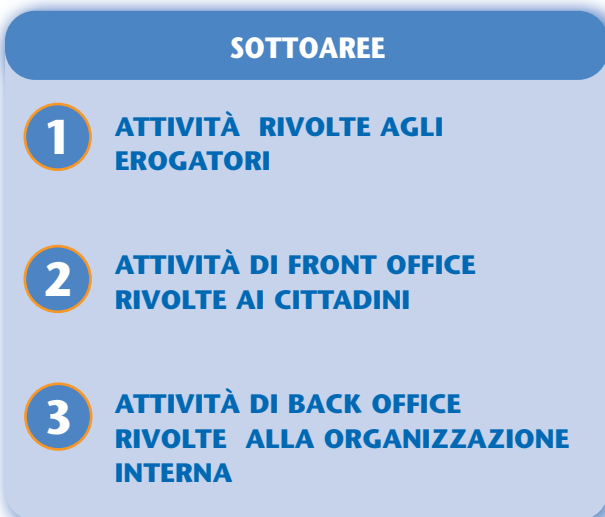 SOTTOAREE
1 ATTIVITÀ RIVOLTE AGLI
EROGATORI
2 ATTIVITÀ DI FRONT OFFICE
RIVOLTE AI CITTADINI
3 ATTIVITÀ DI BACK OFFICE
RIVOLTE ALLA ORGANIZZAZIONE
INTERNA